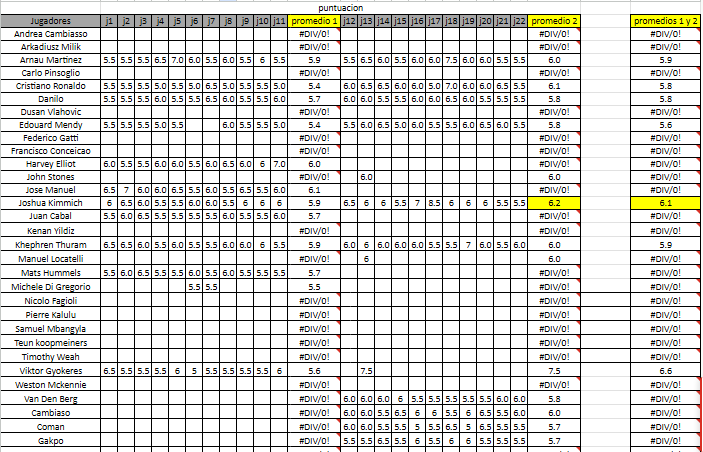 puntuacion
Jugadores j1 j2 j3 j4 j5 j6 j7 j8 j9 j10 j11 promedio 1 j12 j13 j14 j15 j16 j17 j18 j19 j20 j21 j22 promedio 2 promedios 1 y 2
Andrea Cambiasso #DIV/0! #DIV/0! #DIV/0!
Arkadiusz Milik #DIV/0! #DIV/0! #DIV/0!
Arnau Martinez 5.5 5.5 5.5 6.5 7.0 6.0 5.5 6.0 5.5 6 5.5 5.9 5.5 6.5 6.0 5.5 6.0 6.0 7.5 6.0 6.0 5.5 5.5 6.0 5.9
Carlo Pinsoglio #DIV/0! #DIV/0! #DIV/0!
Cristiano Ronaldo 5.5 5.5 5.5 5.0 5.5 5.0 6.5 5.0 5.5 5.5 5.0 5.4 6.0 6.5 6.5 6.5 6.0 5.0 7.0 6.0 6.0 6.5 5.5 6.1 5.8
Danilo 5.5 5.5 6.0 5.5 5.5 6.5 6.0 5.5 5.5 5.5 6.0 5.7 6.0 6.0 5.5 5.5 6.0 6.0 6.5 6.0 5.5 5.5 5.5 5.8 5.8
Dusan Vlahovic #DIV/0! #DIV/0! #DIV/0!
Edouard Mendy 5.5 5.5 5.5 5.0 5.5 6.0 5.5 5.5 5.0 5.4 5.5 6.0 6.5 5.0 6.0 5.5 5.5 6.0 6.5 6.0 5.5 5.8 5.6
Federico Gatti #DIV/0! #DIV/0! #DIV/0!
Francisco Conceicao #DIV/0! #DIV/0! #DIV/0!
Harvey Elliot 6.0 5.5 5.5 6.0 6.0 5.5 6.0 6.5 6.0 6 7.0 6.0 #DIV/0! #DIV/0!
John Stones #DIV/0! 6.0 6.0 #DIV/0!
Jose Manuel 6.5 7 6.0 6.0 6.5 5.5 6.0 5.5 6.5 5.5 6.0 6.1 #DIV/0! #DIV/0!
Joshua Kimmich 6 6.5 6.0 5.5 5.5 6.0 6.0 5.5 6 6 6 5.9 6.5 6 6 5.5 7 8.5 6 6 6 5.5 5.5 6.2 6.1
Juan Cabal 5.5 6.0 6.5 5.5 5.5 5.5 5.5 6.0 5.5 5.5 6.0 5.7 #DIV/0! #DIV/0!
Kenan Yildiz #DIV/0! #DIV/0! #DIV/0!
Khephren Thuram 6.5 6.5 6.0 5.5 6.0 5.5 5.5 6.0 6.0 6 5.5 5.9 6.0 6 6.0 6.0 6.0 5.5 5.5 7 6.0 5.5 6.0 6.0 5.9
Manuel Locatelli #DIV/0! 6 6.0 #DIV/0!
Mats Hummels 5.5 6.0 6.5 5.5 5.5 6.0 5.5 6.0 5.5 5.5 5.5 5.7 #DIV/0! #DIV/0!
Michele Di Gregorio 5.5 5.5 5.5 #DIV/0! #DIV/0!
Nicolo Fagioli #DIV/0! #DIV/0! #DIV/0!
Pierre Kalulu #DIV/0! #DIV/0! #DIV/0!
Samuel Mbangyla #DIV/0! #DIV/0! #DIV/0!
Teun koopmeiners #DIV/0! #DIV/0! #DIV/0!
Timothy Weah #DIV/0! #DIV/0! #DIV/0!
Viktor Gyokeres 6.5 5.5 5.5 5.5 6 5 5.5 5.5 5.5 5.5 6 5.6 7.5 7.5 6.6
Weston Mckennie #DIV/0! #DIV/0! #DIV/0!
Van Den Berg #DIV/0! 6.0 6.0 6.0 6 5.5 5.5 5.5 5.5 5.5 6.0 6.0 5.8 #DIV/0!
Cambiaso #DIV/0! 6.0 6.0 5.5 6.5 6 6 5.5 6 6.5 5.5 6.0 6.0 #DIV/0!
Coman #DIV/0! 6.0 6.0 5.5 5.5 5 5.5 6.5 5 6.5 5.5 5.5 5.7 #DIV/0!
Gakpo #DIV/0! 5.5 5.5 6.5 5.5 6 5.5 6 6 5.5 5.5 5.5 5.7 #DIV/0!